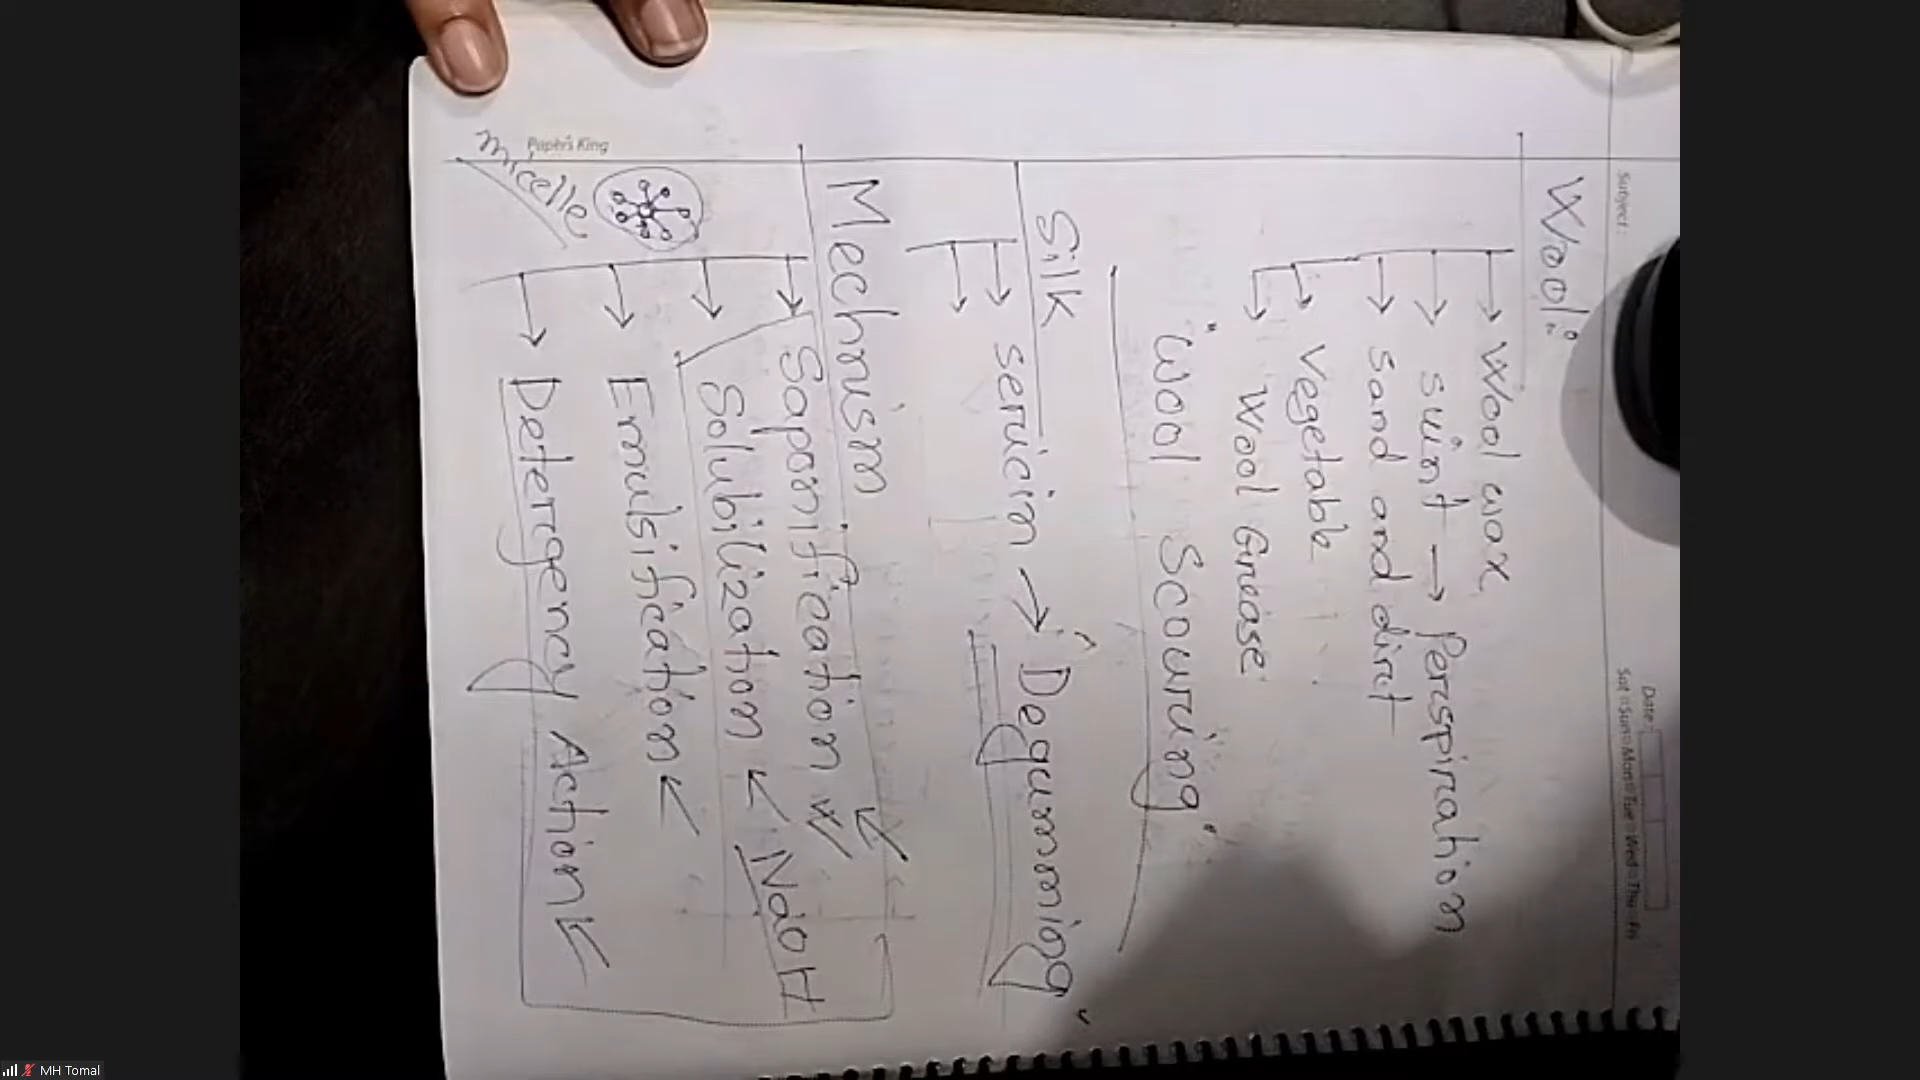 Subject:
Date:
Sat Sun Mon Tue Wed Thu Fri
Wool:
→ Wool wax
→ suint → Perspiration
→ sand and dirt
→ Vegetable
→ Wool Grease
"Wool Scouring"
Silk
→ sericin → "Degumming"
Mechnism
→ Saponification
→ Solubilization NaOH
→ Emulsification
→ Detergency Action
micelle
Paper's King
MH Tomal